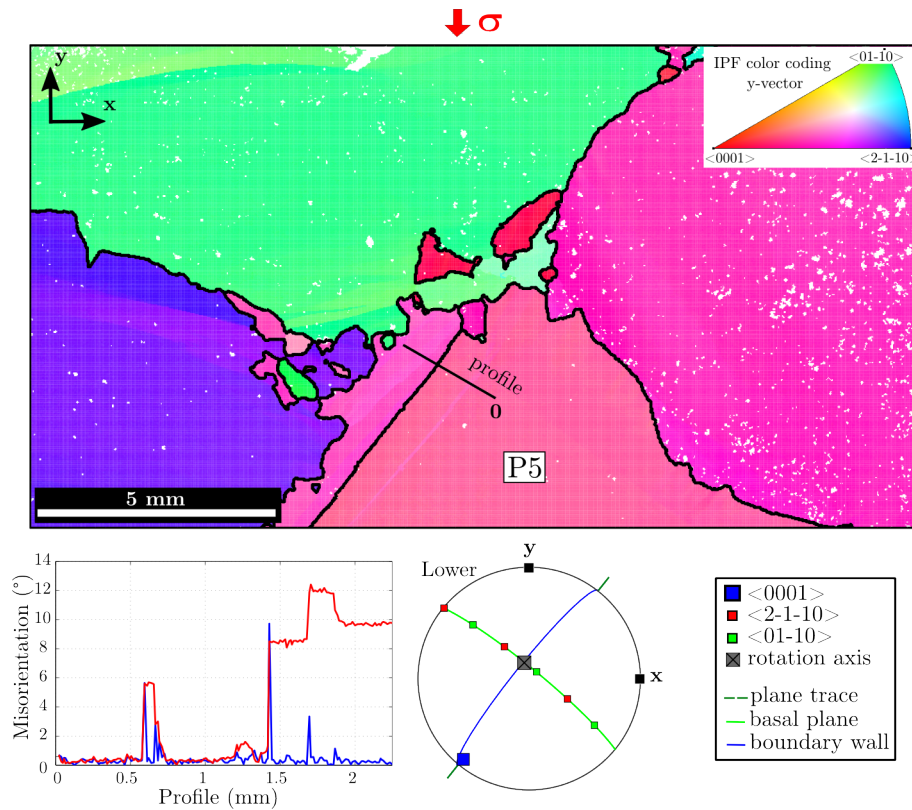 σ
y
x
IPF color coding
y-vector
<01-10>
<0001>
<2-1-10>
profile
0
P5
5 mm
Misorientation (°)
14
12
10
8
6
4
2
0
0
0.5
1
1.5
2
Profile (mm)
Lower
y
x
<0001>
<2-1-10>
<01-10>
rotation axis
plane trace
basal plane
boundary wall